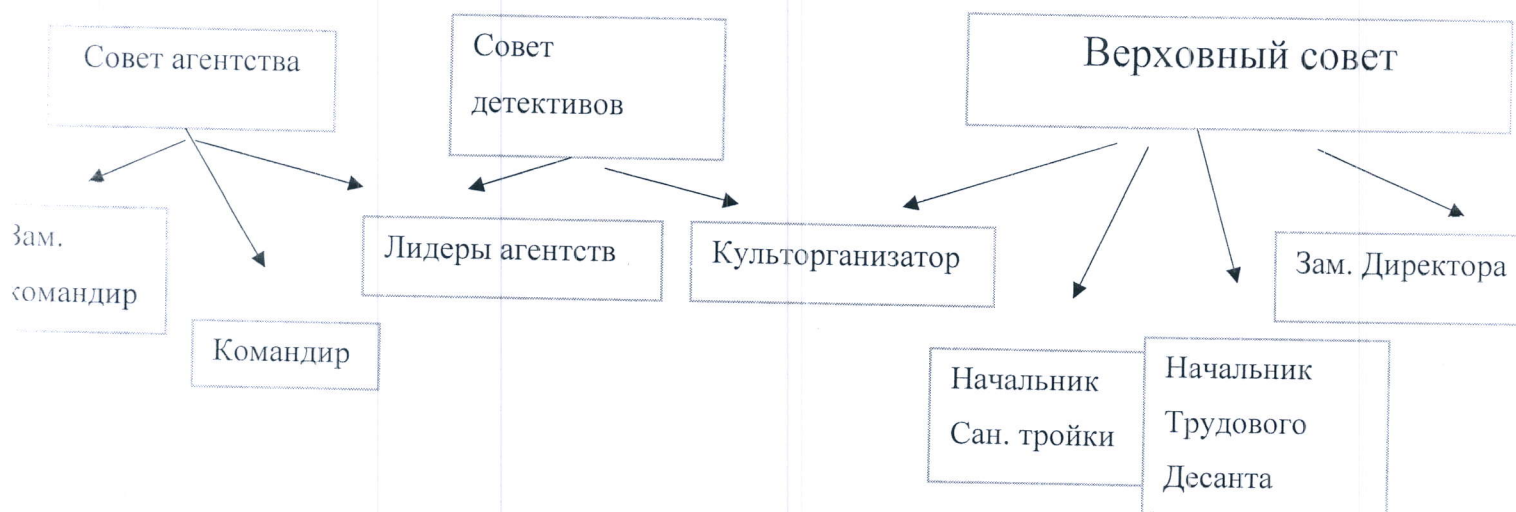 Совет агентства
Совет
детективов
Верховный совет
Зам.
командир
Лидеры агентств
Культорганизатор
Зам. Директора
Командир
Начальник
Сан. тройки
Начальник
Трудового
Десанта